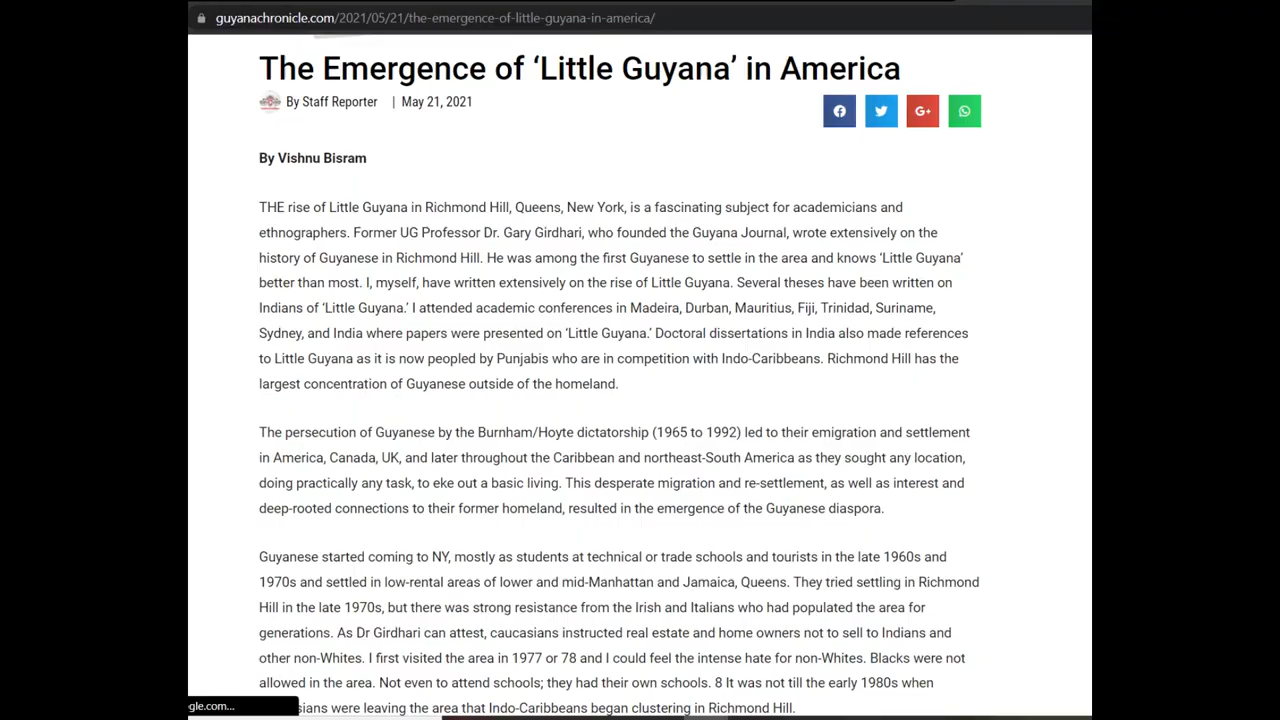 guyanachronicle.com/2021/05/21/the-emergence-of-little-guyana-in-america/
The Emergence of ‘Little Guyana’ in America
By Staff Reporter | May 21, 2021
By Vishnu Bisram
THE rise of Little Guyana in Richmond Hill, Queens, New York, is a fascinating subject for academicians and
ethnographers. Former UG Professor Dr. Gary Girdhari, who founded the Guyana Journal, wrote extensively on the
history of Guyanese in Richmond Hill. He was among the first Guyanese to settle in the area and knows ‘Little Guyana’
better than most. I, myself, have written extensively on the rise of Little Guyana. Several theses have been written on
Indians of ‘Little Guyana.’ I attended academic conferences in Madeira, Durban, Mauritius, Fiji, Trinidad, Suriname,
Sydney, and India where papers were presented on ‘Little Guyana.’ Doctoral dissertations in India also made references
to Little Guyana as it is now peopled by Punjabis who are in competition with Indo-Caribbeans. Richmond Hill has the
largest concentration of Guyanese outside of the homeland.
The persecution of Guyanese by the Burnham/Hoyte dictatorship (1965 to 1992) led to their emigration and settlement
in America, Canada, UK, and later throughout the Caribbean and northeast-South America as they sought any location,
doing practically any task, to eke out a basic living. This desperate migration and re-settlement, as well as interest and
deep-rooted connections to their former homeland, resulted in the emergence of the Guyanese diaspora.
Guyanese started coming to NY, mostly as students at technical or trade schools and tourists in the late 1960s and
1970s and settled in low-rental areas of lower and mid-Manhattan and Jamaica, Queens. They tried settling in Richmond
Hill in the late 1970s, but there was strong resistance from the Irish and Italians who had populated the area for
generations. As Dr Girdhari can attest, caucasians instructed real estate and home owners not to sell to Indians and
other non-Whites. I first visited the area in 1977 or 78 and I could feel the intense hate for non-Whites. Blacks were not
allowed in the area. Not even to attend schools; they had their own schools. 8 It was not till the early 1980s when
gle.com... sians were leaving the area that Indo-Caribbeans began clustering in Richmond Hill.